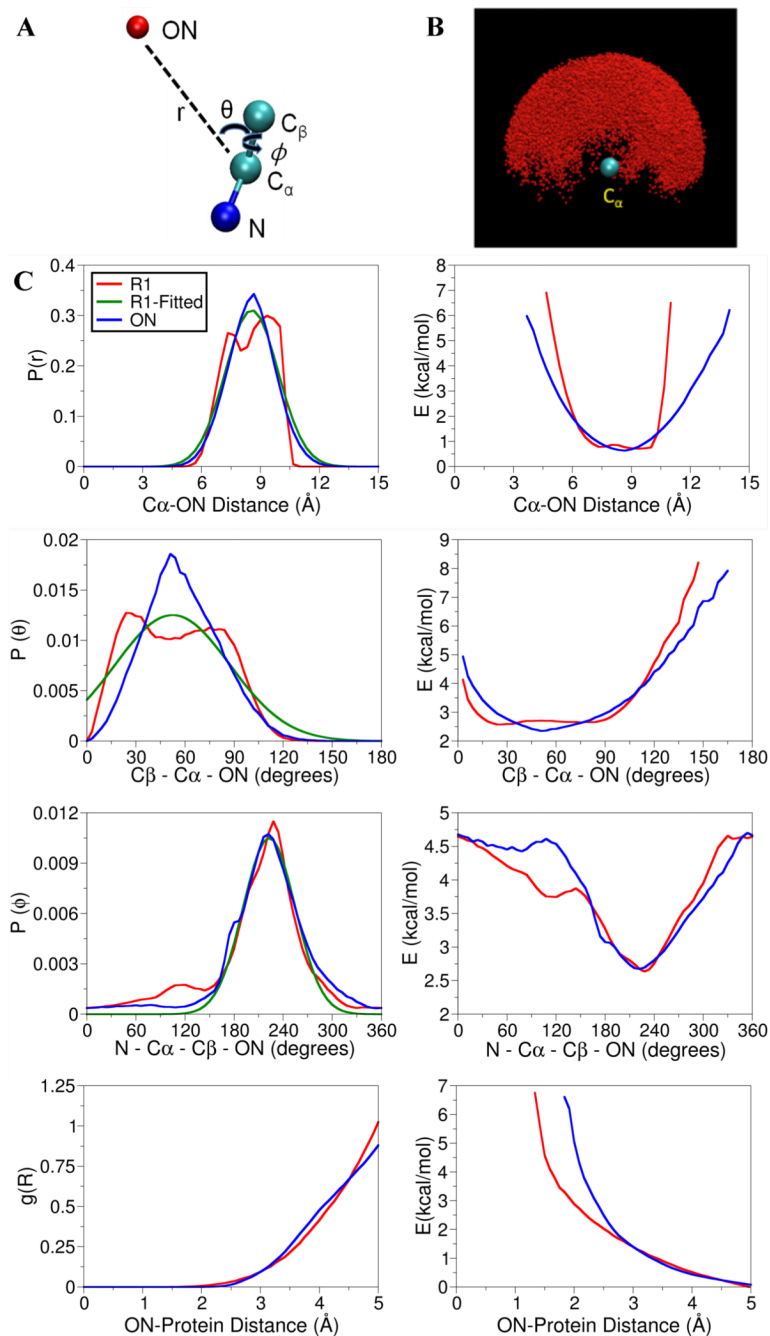 A
ON
r
θ
Cβ
ϕ
Cα
N
B
Cα
C
R1
R1-Fitted
ON
P(r)
0.4
0.3
0.2
0.1
0
0 3 6 9 12 15
Cα-ON Distance (Å)
E (kcal/mol)
8
7
6
5
4
3
2
1
0
0 3 6 9 12 15
Cα-ON Distance (Å)
P (θ)
0.02
0.015
0.01
0.005
0
0 30 60 90 120 150 180
Cβ - Cα - ON (degrees)
E (kcal/mol)
9
8
7
6
5
4
3
2
0 30 60 90 120 150 180
Cβ - Cα - ON (degrees)
P (ϕ)
0.012
0.009
0.006
0.003
0
0 60 120 180 240 300 360
N - Cα - Cβ - ON (degrees)
E (kcal/mol)
5
4.5
4
3.5
3
2.5
2
0 60 120 180 240 300 360
N - Cα - Cβ - ON (degrees)
g(R)
1.25
1
0.75
0.5
0.25
0
0 1 2 3 4 5
ON-Protein Distance (Å)
E(kcal/mol)
7
6
5
4
3
2
1
0
0 1 2 3 4 5
ON-Protein Distance (Å)